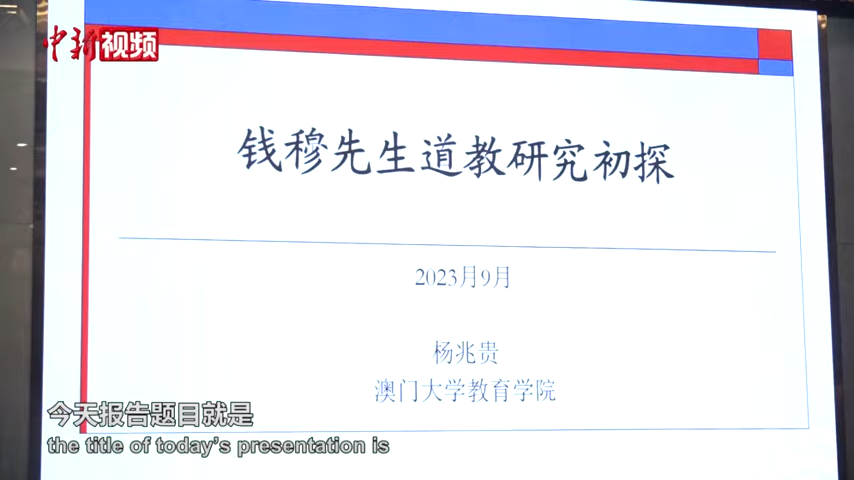 中新视频
钱穆先生道教研究初探
2023月9月
杨兆贵
澳门大学教育学院
今天报告题目就是
the title of today's presentation is